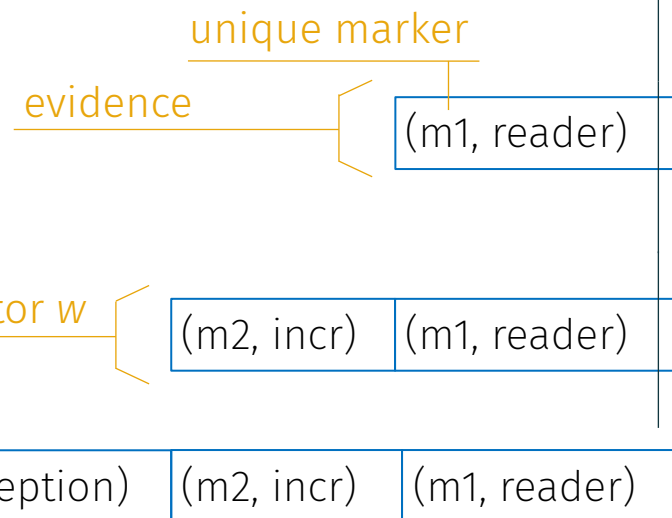 unique marker
evidence
(m1, reader)
tor w
(m2, incr) (m1, reader)
eption) (m2, incr) (m1, reader)